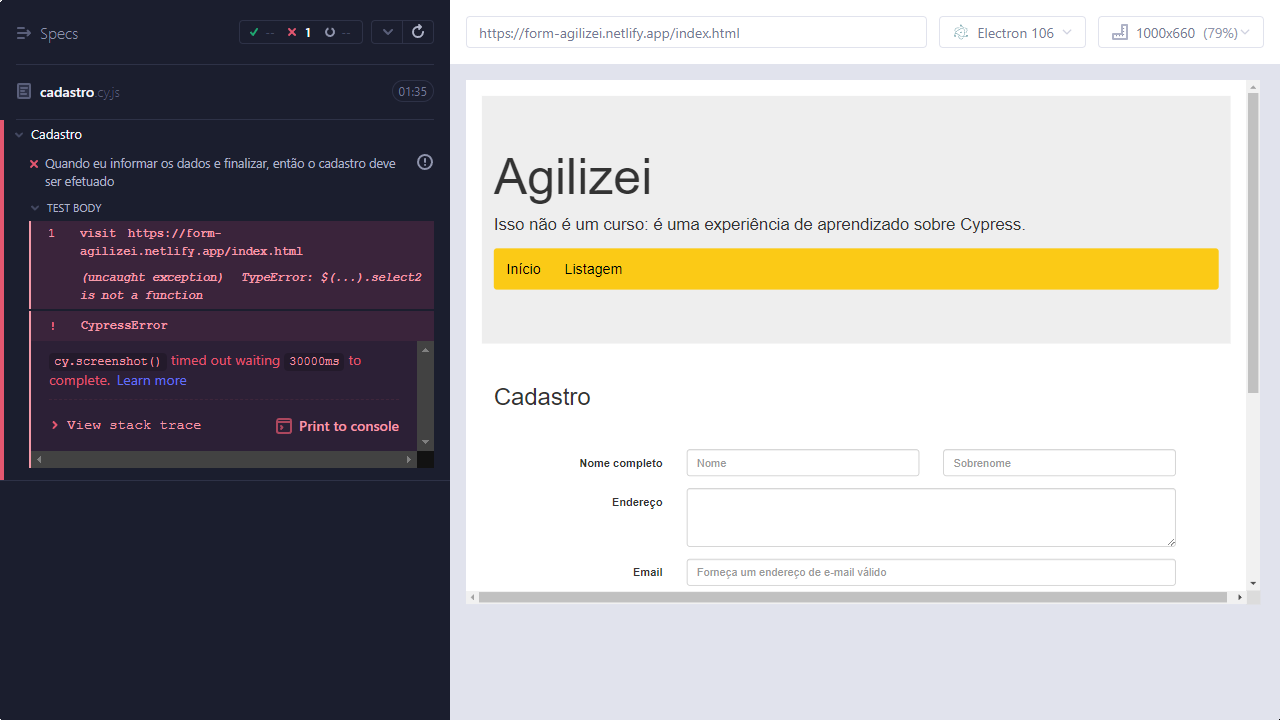 Specs
-- 1 --
cadastro.cy.js 01:35
Cadastro
Quando eu informar os dados e finalizar, então o cadastro deve
ser efetuado
TEST BODY
1 visit https://form-
agilizei.netlify.app/index.html
(uncaught exception) TypeError: $(...).select2
is not a function
! CypressError
cy.screenshot() timed out waiting 30000ms to
complete. Learn more
View stack trace Print to console
https://form-agilizei.netlify.app/index.html Electron 106 1000x660 (79%)
Agilizei
Isso não é um curso: é uma experiência de aprendizado sobre Cypress.
Início Listagem
Cadastro
Nome completo Nome Sobrenome
Endereço
Email Forneça um endereço de e-mail válido